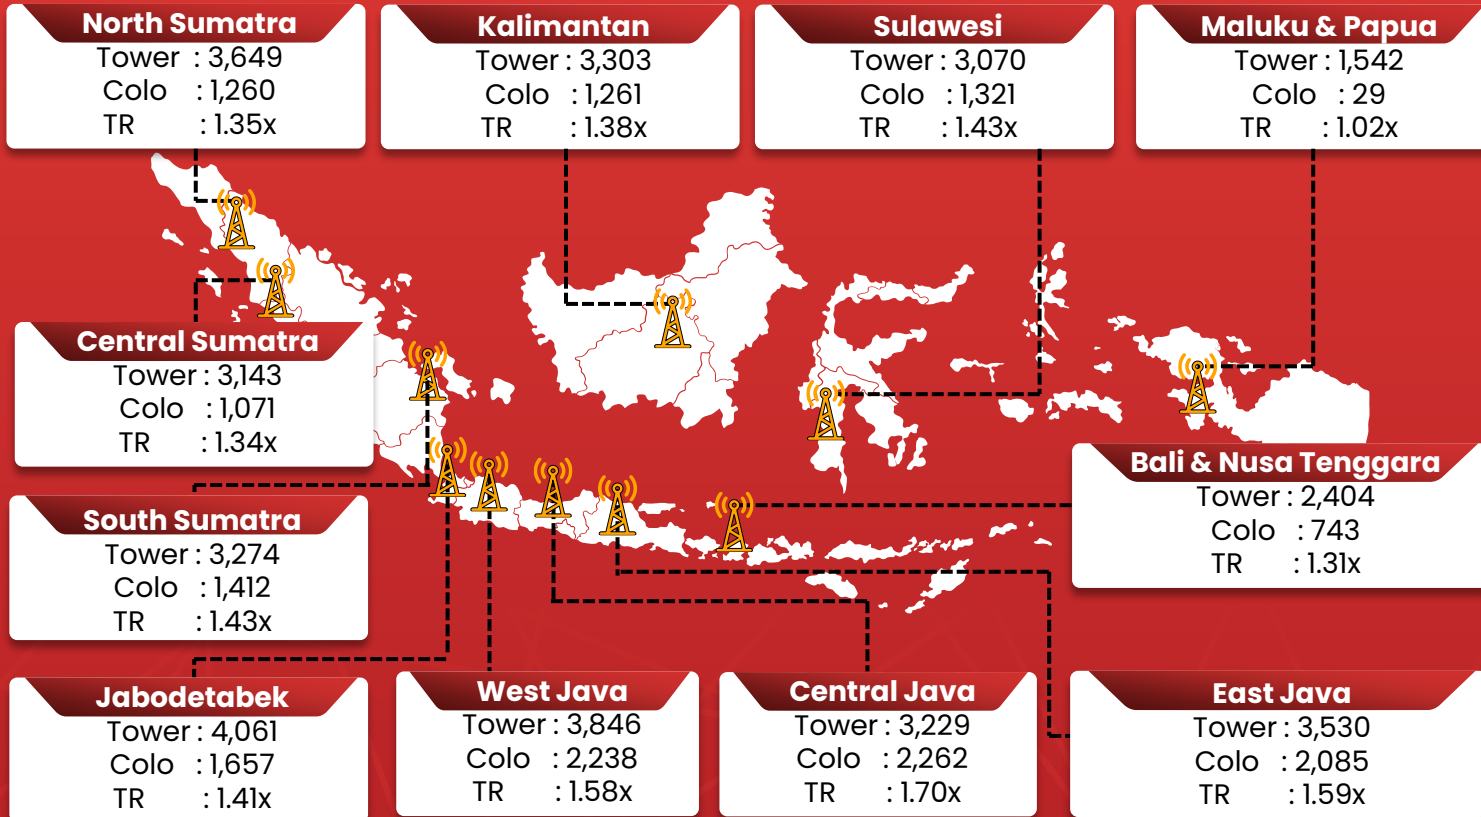 North Sumatra
Tower : 3,649
Colo : 1,260
TR : 1.35x
Kalimantan
Tower : 3,303
Colo : 1,261
TR : 1.38x
Sulawesi
Tower : 3,070
Colo : 1,321
TR : 1.43x
Maluku & Papua
Tower : 1,542
Colo : 29
TR : 1.02x
Central Sumatra
Tower : 3,143
Colo : 1,071
TR : 1.34x
Bali & Nusa Tenggara
Tower : 2,404
Colo : 743
TR : 1.31x
South Sumatra
Tower : 3,274
Colo : 1,412
TR : 1.43x
Jabodetabek
Tower : 4,061
Colo : 1,657
TR : 1.41x
West Java
Tower : 3,846
Colo : 2,238
TR : 1.58x
Central Java
Tower : 3,229
Colo : 2,262
TR : 1.70x
East Java
Tower : 3,530
Colo : 2,085
TR : 1.59x